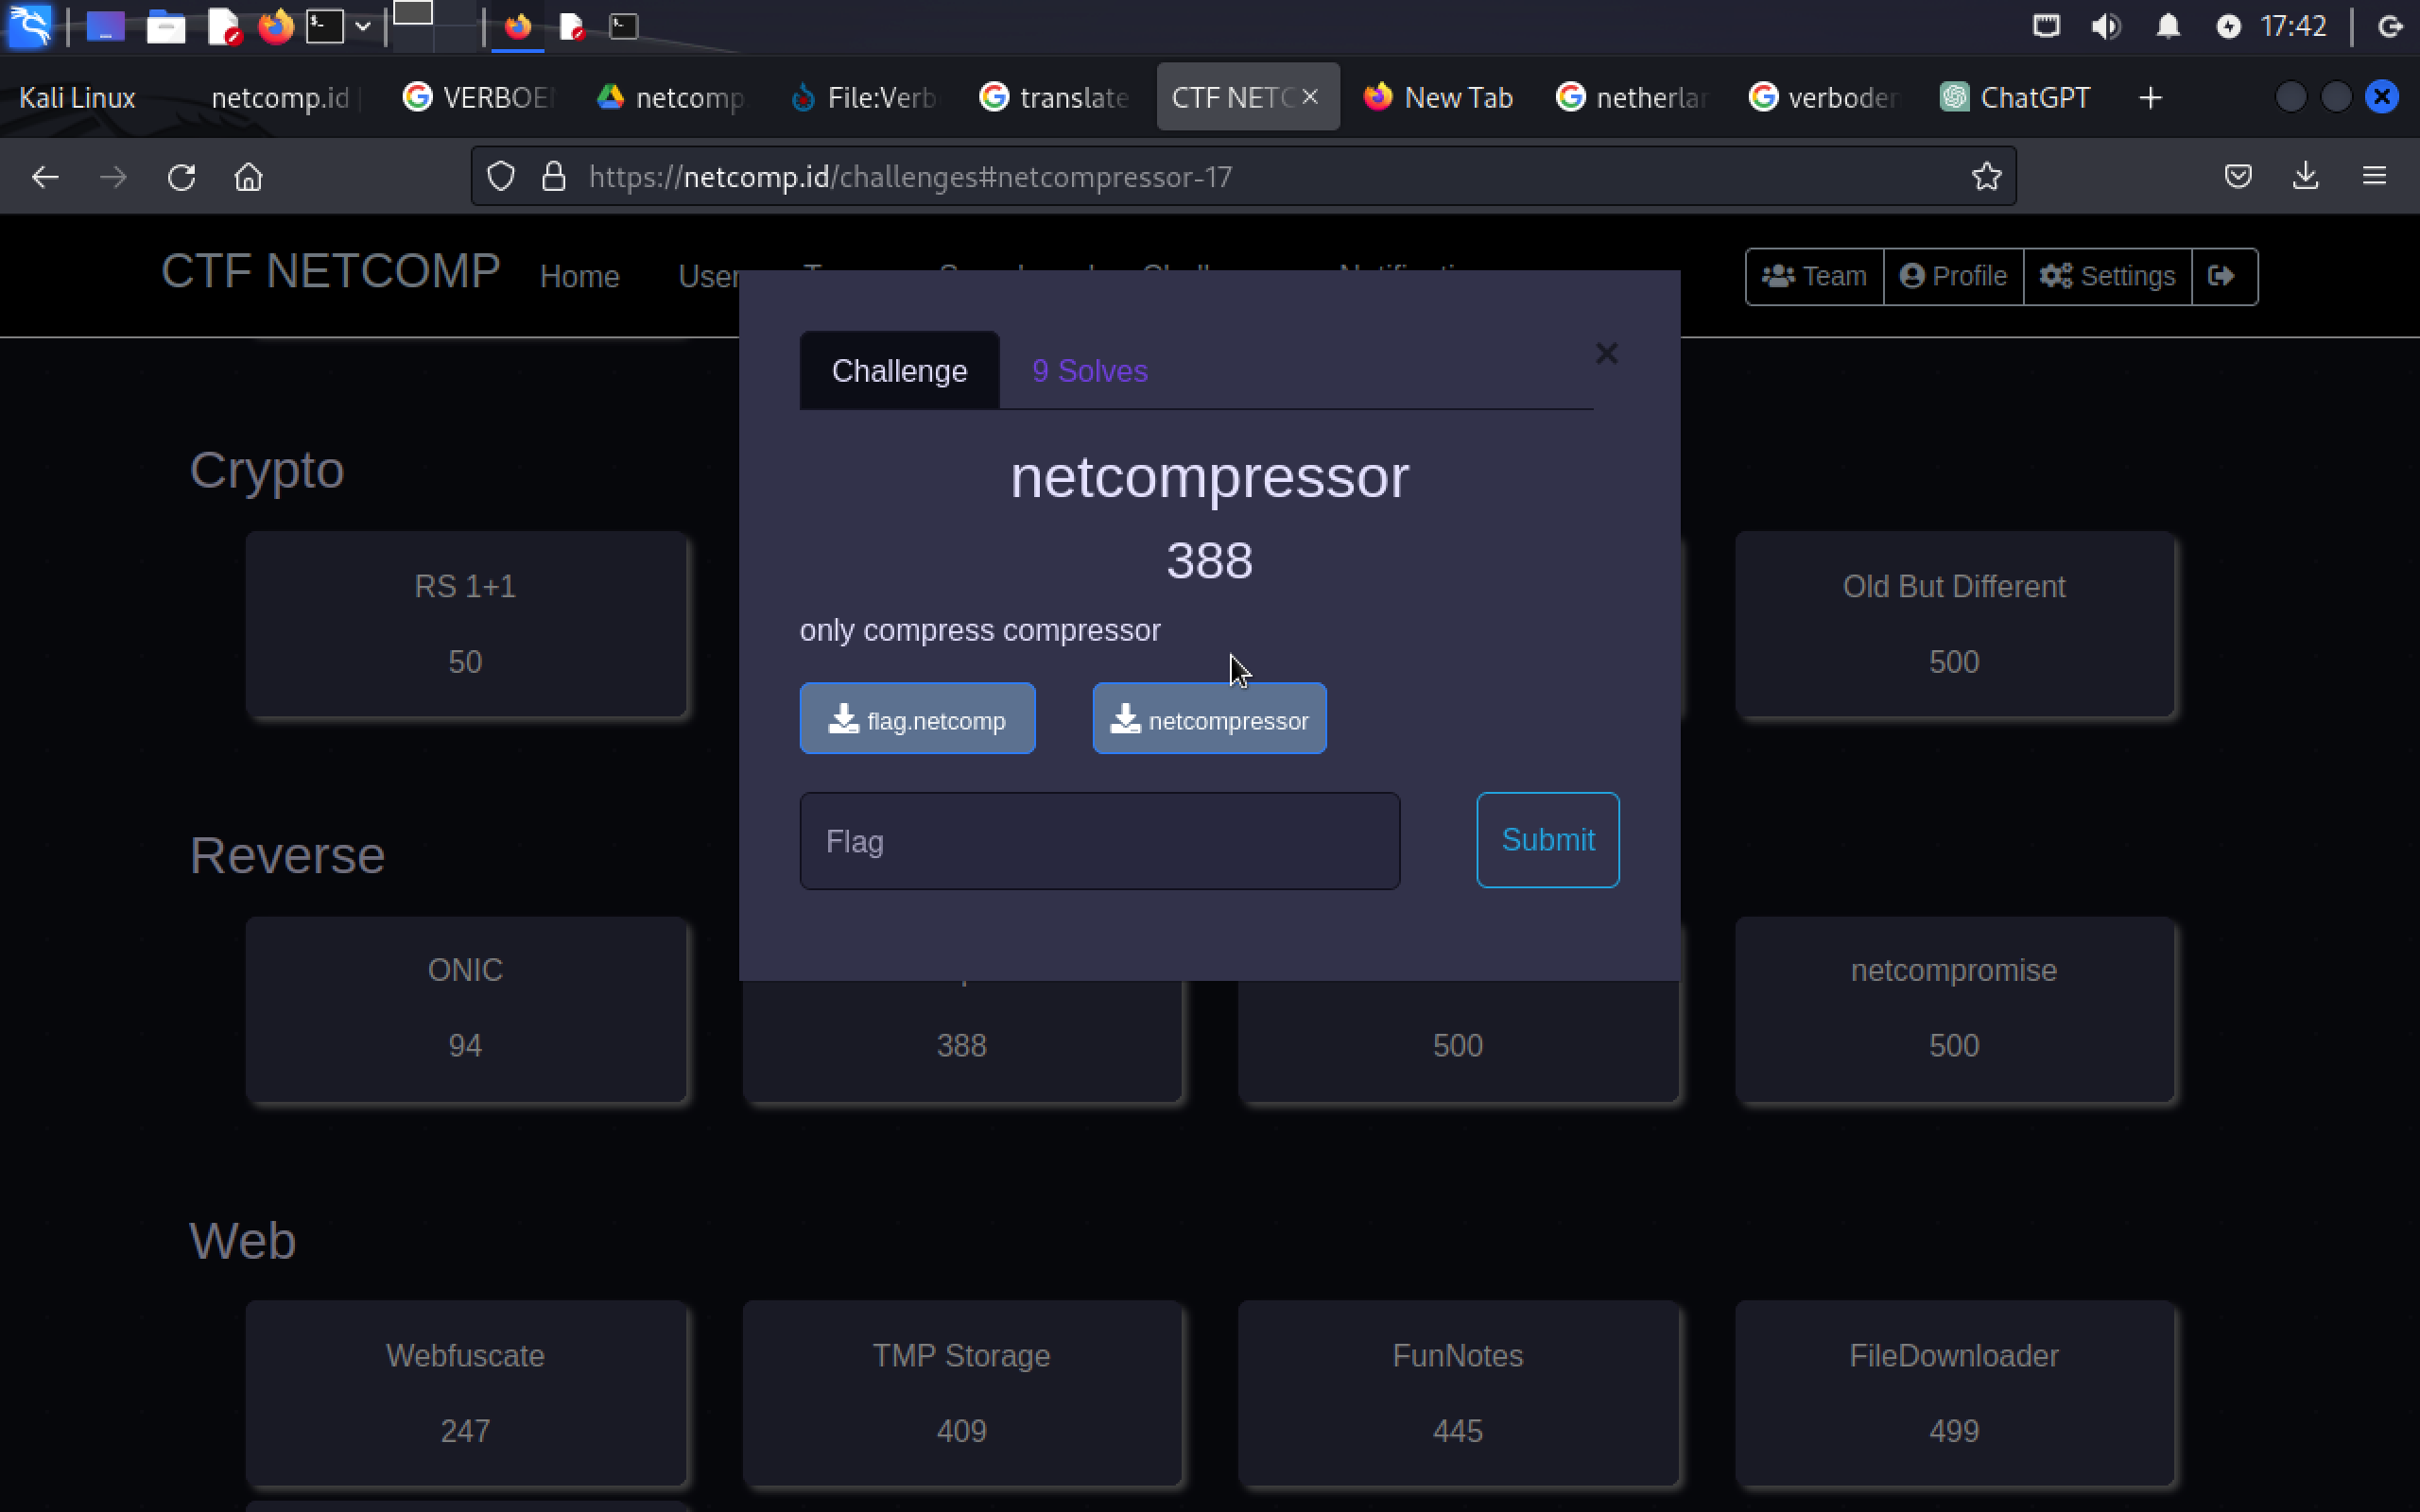 17:42
Kali Linux netcomp.id VERBOE netcomp File:Verb translate CTF NETC New Tab netherlar verboden ChatGPT
https://netcomp.id/challenges#netcompressor-17
CTF NETCOMP Home User Team Profile Settings
Challenge 9 Solves
netcompressor
388
only compress compressor
flag.netcomp netcompressor
Flag Submit
Crypto
RS 1+1 Old But Different
50 500
Reverse
ONIC netcompromise
94 388 500 500
Web
Webfuscate TMP Storage FunNotes FileDownloader
247 409 445 499